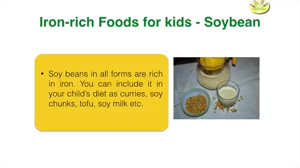 Iron-rich Foods for kids - Soybean
• Soy beans in all forms are rich
in iron. You can include it in
your child's diet as curries, soy
chunks, tofu, soy milk etc.